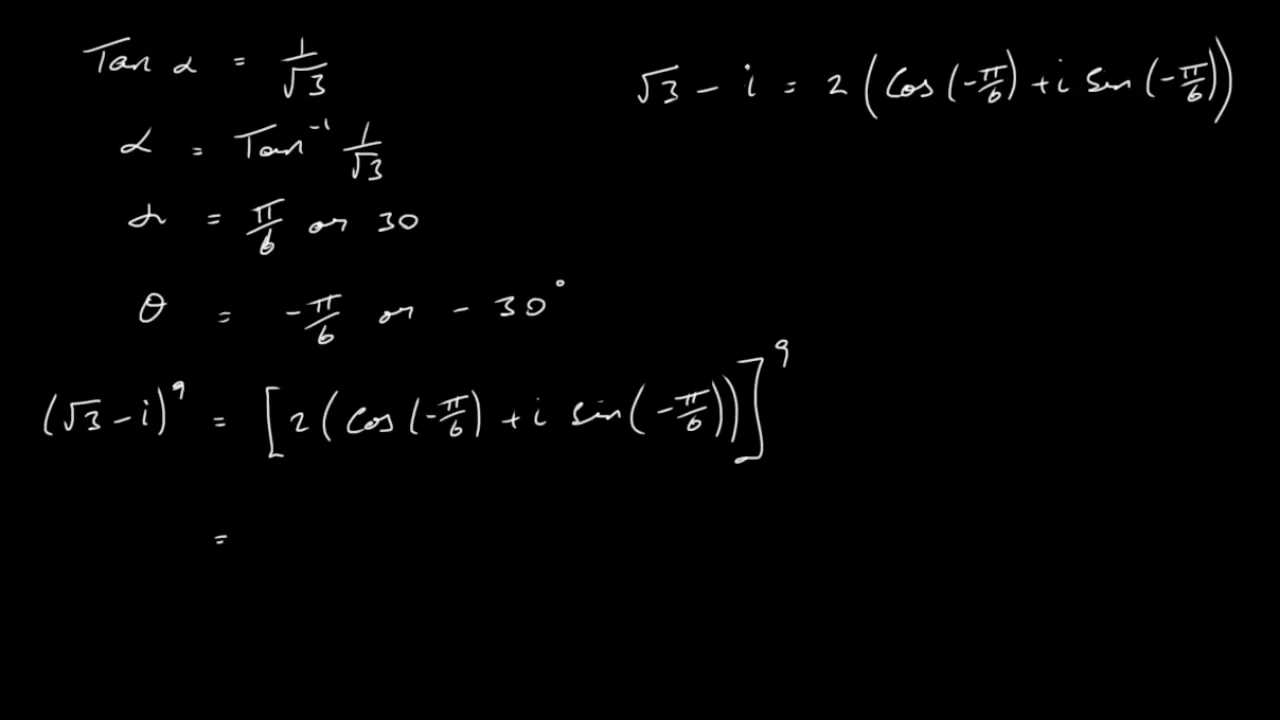 Tan α = 1/√3
√3 − i = 2 (Cos (−π/6) + i Sin (−π/6))
α = Tan⁻¹ 1/√3
α = π/6 or 30
θ = −π/6 or − 30°
(√3 − i)⁹ = [2 (Cos (−π/6) + i Sin (−π/6))]⁹
=